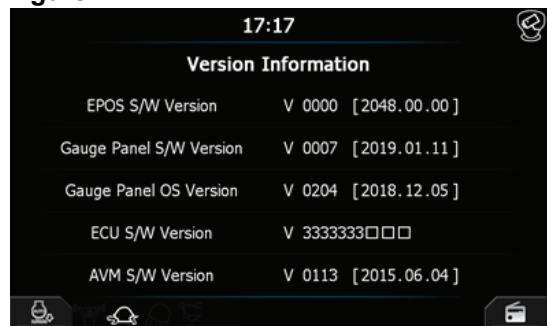 17:17
Version Information
EPOS S/W Version V 0000 [2048.00.00]
Gauge Panel S/W Version V 0007 [2019.01.11]
Gauge Panel OS Version V 0204 [2018.12.05]
ECU S/W Version V 3333333□□□
AVM S/W Version V 0113 [2015.06.04]